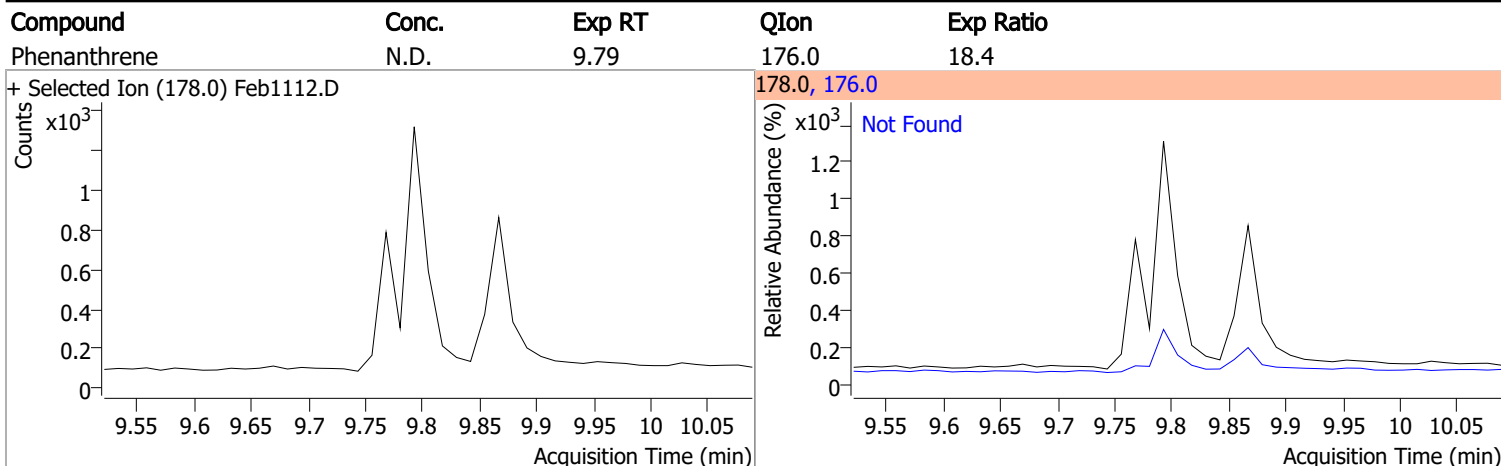 Compound Conc. Exp RT QIon Exp Ratio
Phenanthrene N.D. 9.79 176.0 18.4
+ Selected Ion (178.0) Feb1112.D
Counts
x10³
1
0.8
0.6
0.4
0.2
0
9.55 9.6 9.65 9.7 9.75 9.8 9.85 9.9 9.95 10 10.05
Acquisition Time (min)
178.0, 176.0
Relative Abundance (%)
x10³
Not Found
1.2
1
0.8
0.6
0.4
0.2
0
9.55 9.6 9.65 9.7 9.75 9.8 9.85 9.9 9.95 10 10.05
Acquisition Time (min)